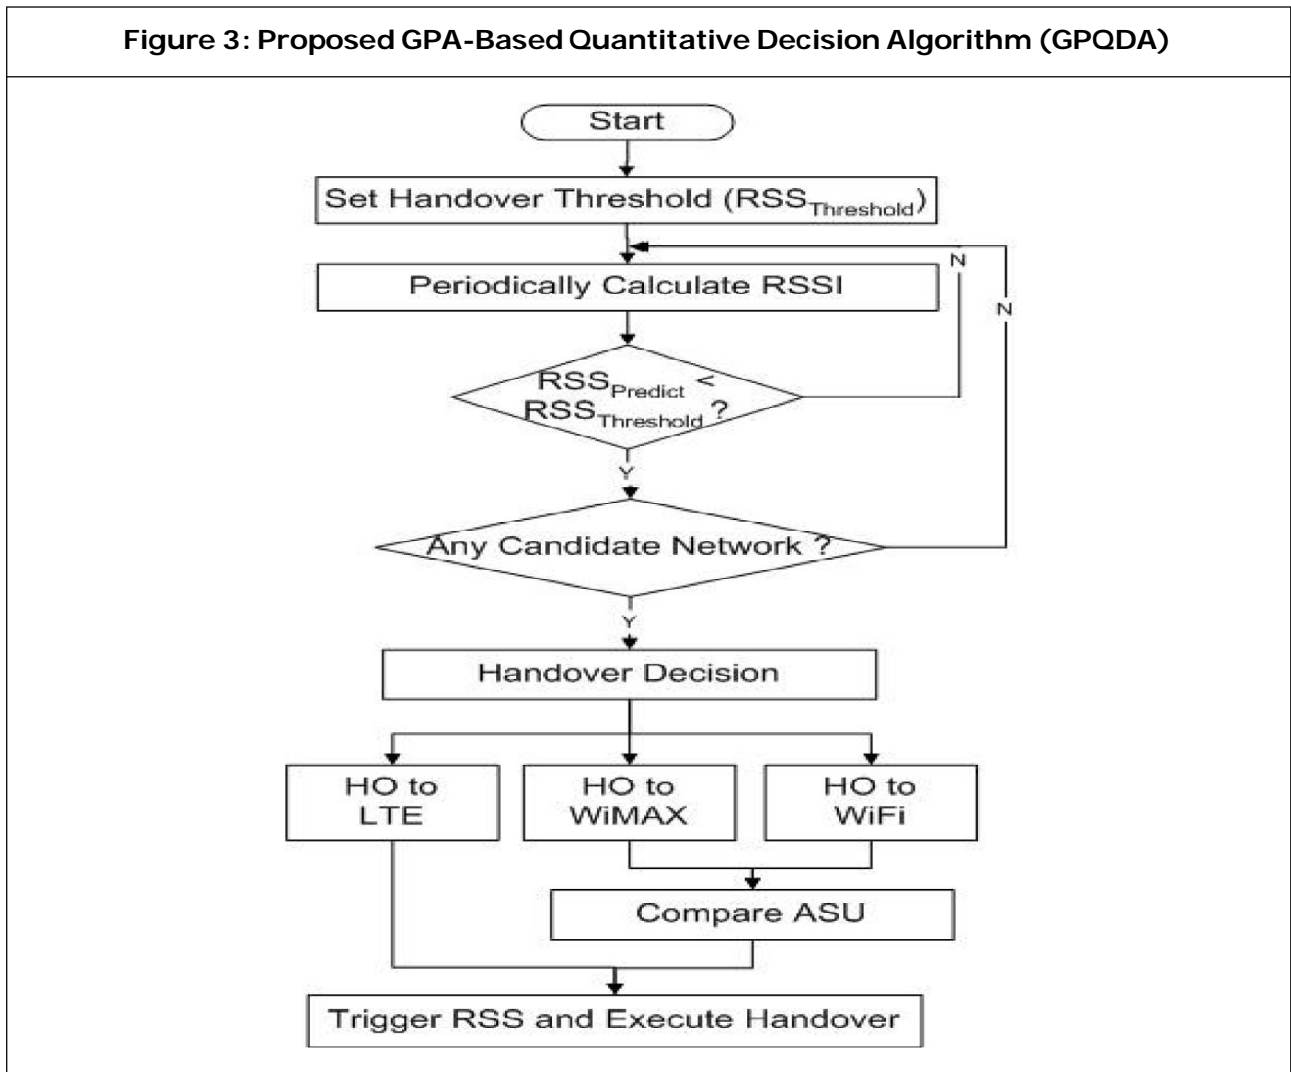 Figure 3: Proposed GPA-Based Quantitative Decision Algorithm (GPQDA)
Start
Set Handover Threshold (RSSThreshold)
N
Periodically Calculate RSSI
N
RSSPredict <
RSSThreshold ?
Y
Any Candidate Network ?
Y
Handover Decision
HO to
LTE
HO to
WiMAX
HO to
WiFi
Compare ASU
Trigger RSS and Execute Handover